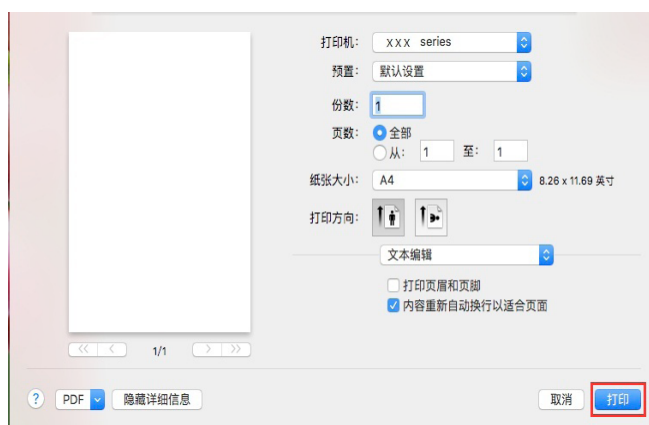 打印机: xxx series
预置: 默认设置
份数: 1
页数: 全部
从: 1 至: 1
纸张大小: A4 8.26 x 11.69 英寸
打印方向:
文本编辑
打印页眉和页脚
内容重新自动换行以适合页面
<< < 1/1 > >>
? PDF 隐藏详细信息 取消 打印